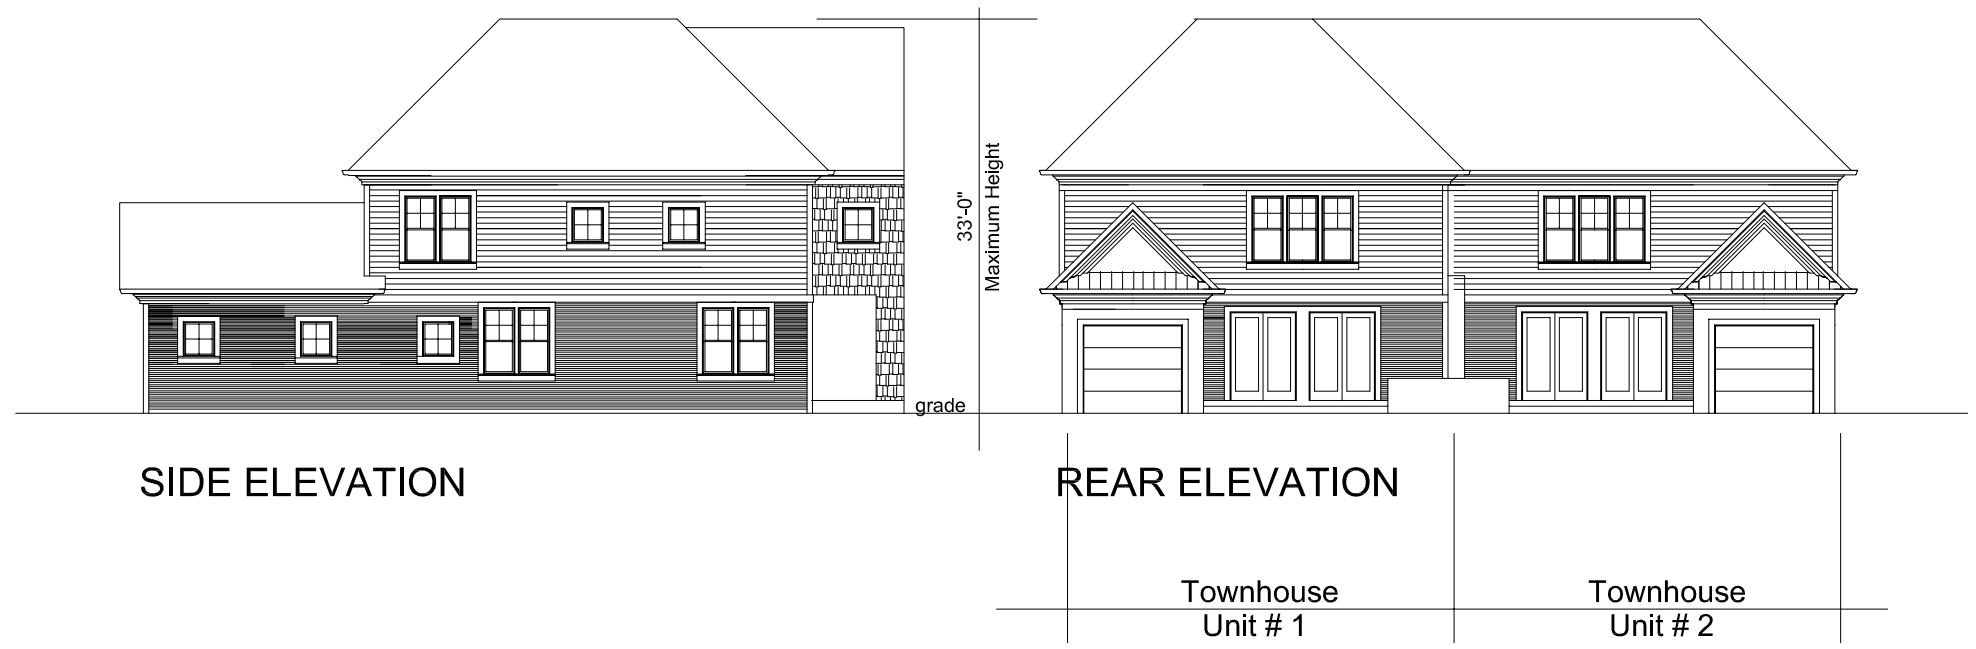 33'-0"
Maximum Height
grade
SIDE ELEVATION
REAR ELEVATION
Townhouse
Unit # 1
Townhouse
Unit # 2